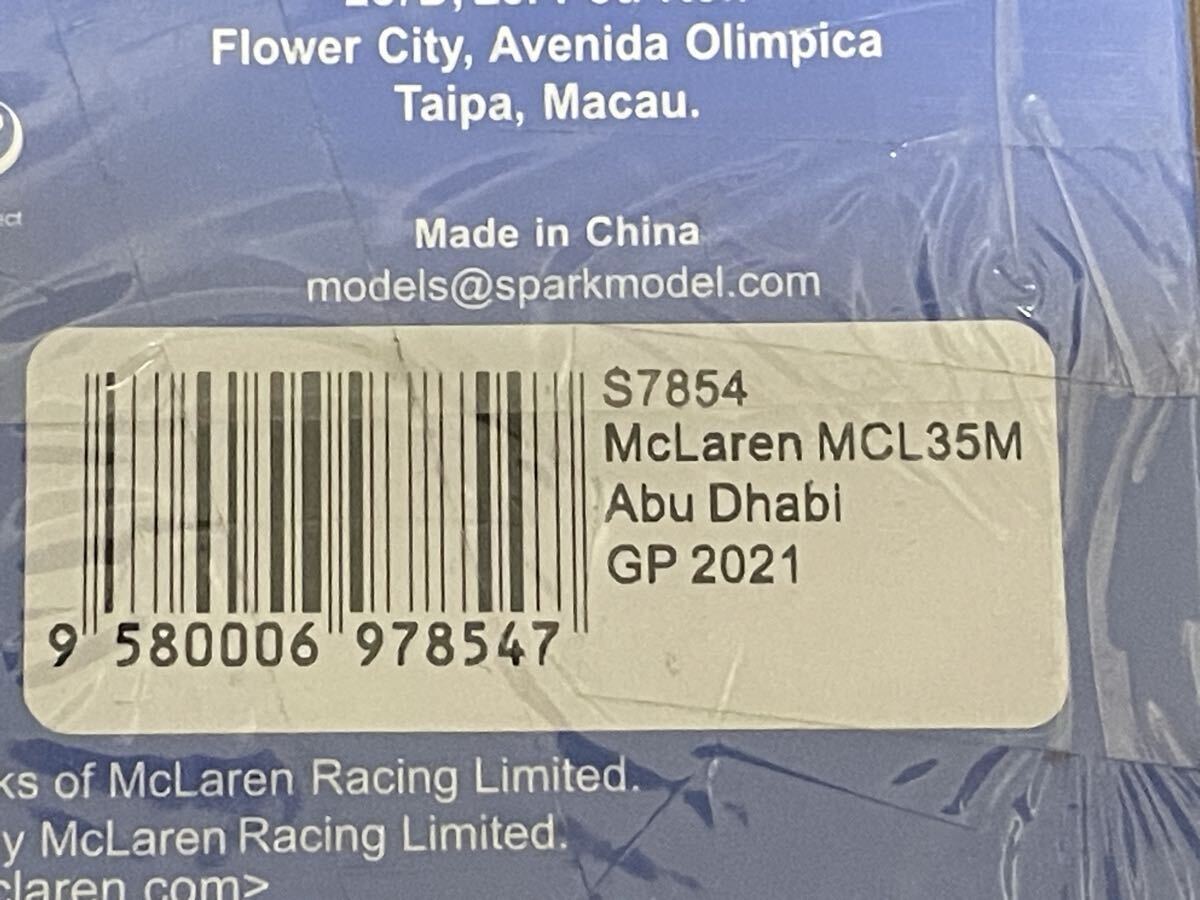 Flower City, Avenida Olimpica
Taipa, Macau.
Made in China
models@sparkmodel.com
S7854
McLaren MCL35M
Abu Dhabi
GP 2021
9 580006 978547
of McLaren Racing Limited.
McLaren Racing Limited.